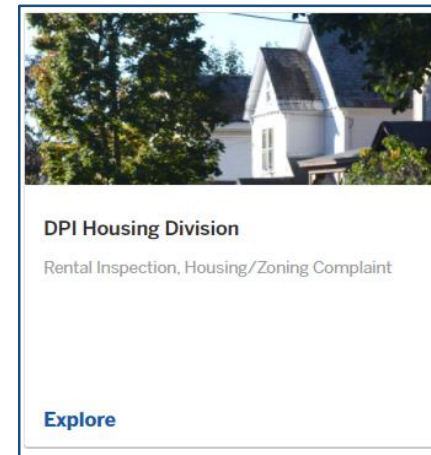 DPI Housing Division
Rental Inspection, Housing/Zoning Complaint
Explore